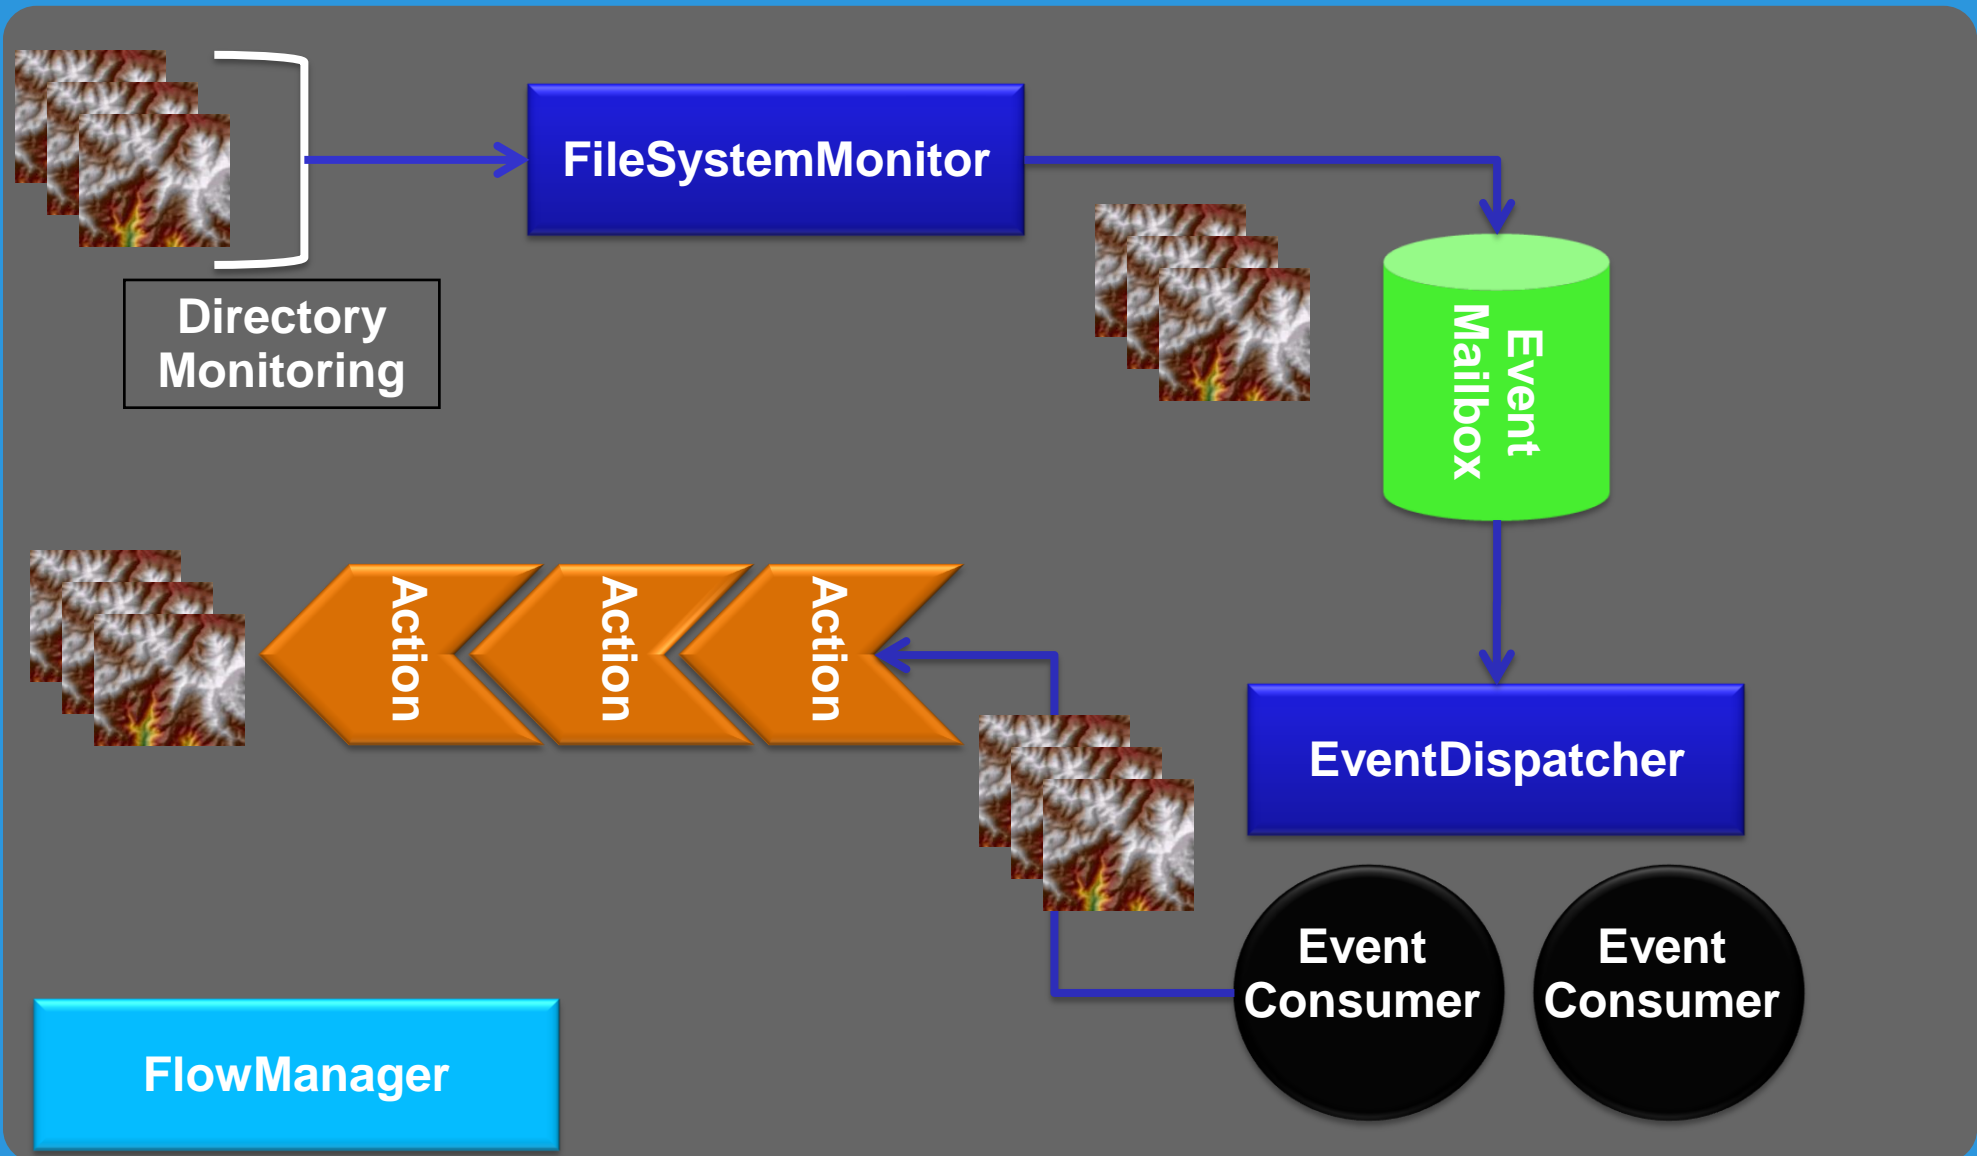 FileSystemMonitor
Directory
Monitoring
Event
Mailbox
Action
Action
Action
EventDispatcher
Event
Consumer
Event
Consumer
FlowManager